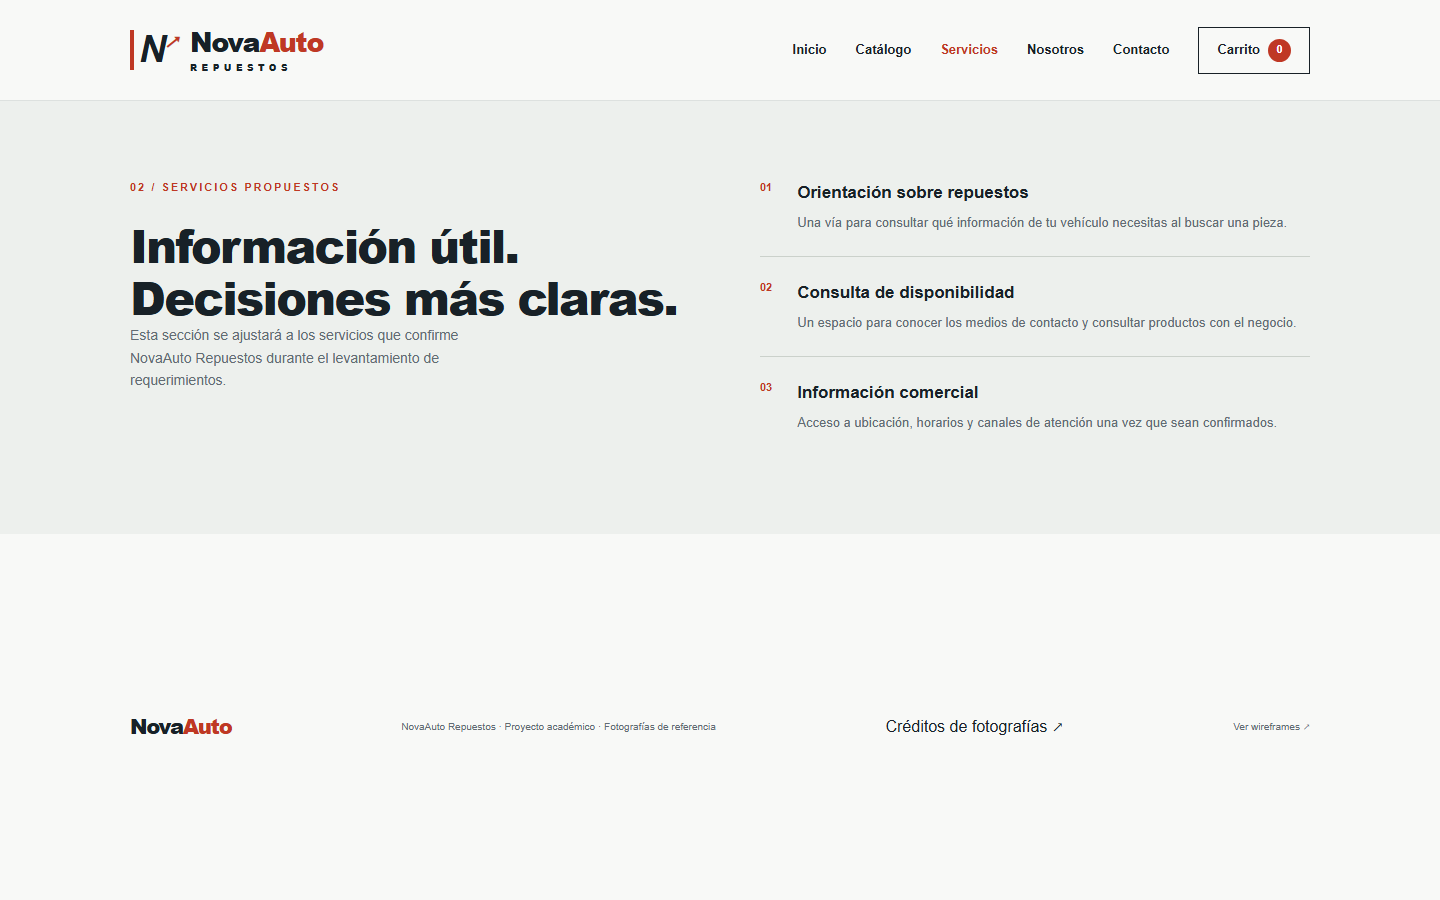 N NovaAuto
REPUESTOS
Inicio Catálogo Servicios Nosotros Contacto Carrito 0
02 / SERVICIOS PROPUESTOS
Información útil.
Decisiones más claras.
Esta sección se ajustará a los servicios que confirme
NovaAuto Repuestos durante el levantamiento de
requerimientos.
01 Orientación sobre repuestos
Una vía para consultar qué información de tu vehículo necesitas al buscar una pieza.
02 Consulta de disponibilidad
Un espacio para conocer los medios de contacto y consultar productos con el negocio.
03 Información comercial
Acceso a ubicación, horarios y canales de atención una vez que sean confirmados.
NovaAuto
NovaAuto Repuestos · Proyecto académico · Fotografías de referencia
Créditos de fotografías ↗
Ver wireframes ↗